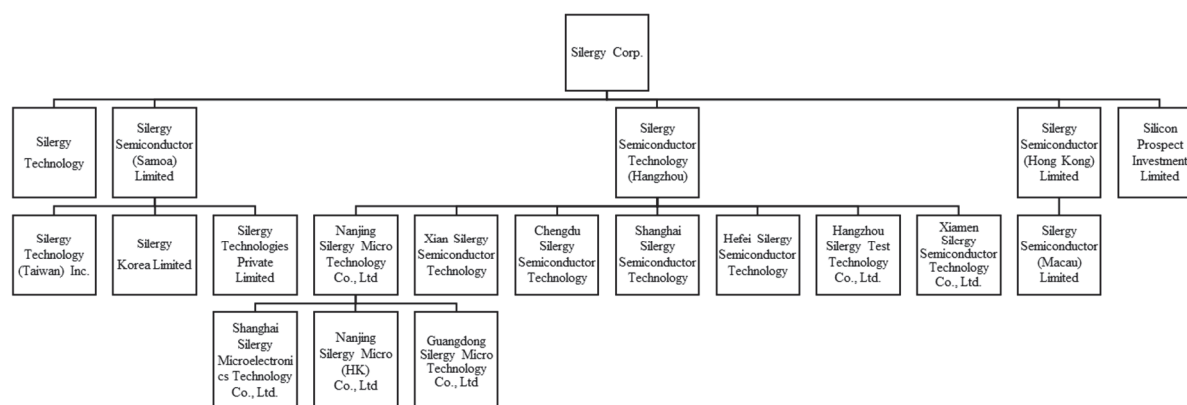 Silergy Corp.
Silergy
Technology
Silergy
Semiconductor
(Samoa)
Limited
Silergy
Semiconductor
Technology
(Hangzhou)
Silergy
Semiconductor
(Hong Kong)
Limited
Silicon
Prospect
Investment
Limited
Silergy
Technology
(Taiwan) Inc.
Silergy
Korea Limited
Silergy
Technologies
Private
Limited
Nanjing
Silergy Micro
Technology
Co., Ltd
Xian Silergy
Semiconductor
Technology
Chengdu
Silergy
Semiconductor
Technology
Shanghai
Silergy
Semiconductor
Technology
Hefei Silergy
Semiconductor
Technology
Hangzhou
Silergy Test
Technology
Co., Ltd.
Xiamen
Silergy
Semiconductor
Technology
Co., Ltd.
Silergy
Semiconductor
(Macau)
Limited
Shanghai
Silergy
Microelectroni
cs Technology
Co., Ltd.
Nanjing
Silergy Micro
(HK)
Co., Ltd
Guangdong
Silergy Micro
Technology
Co., Ltd